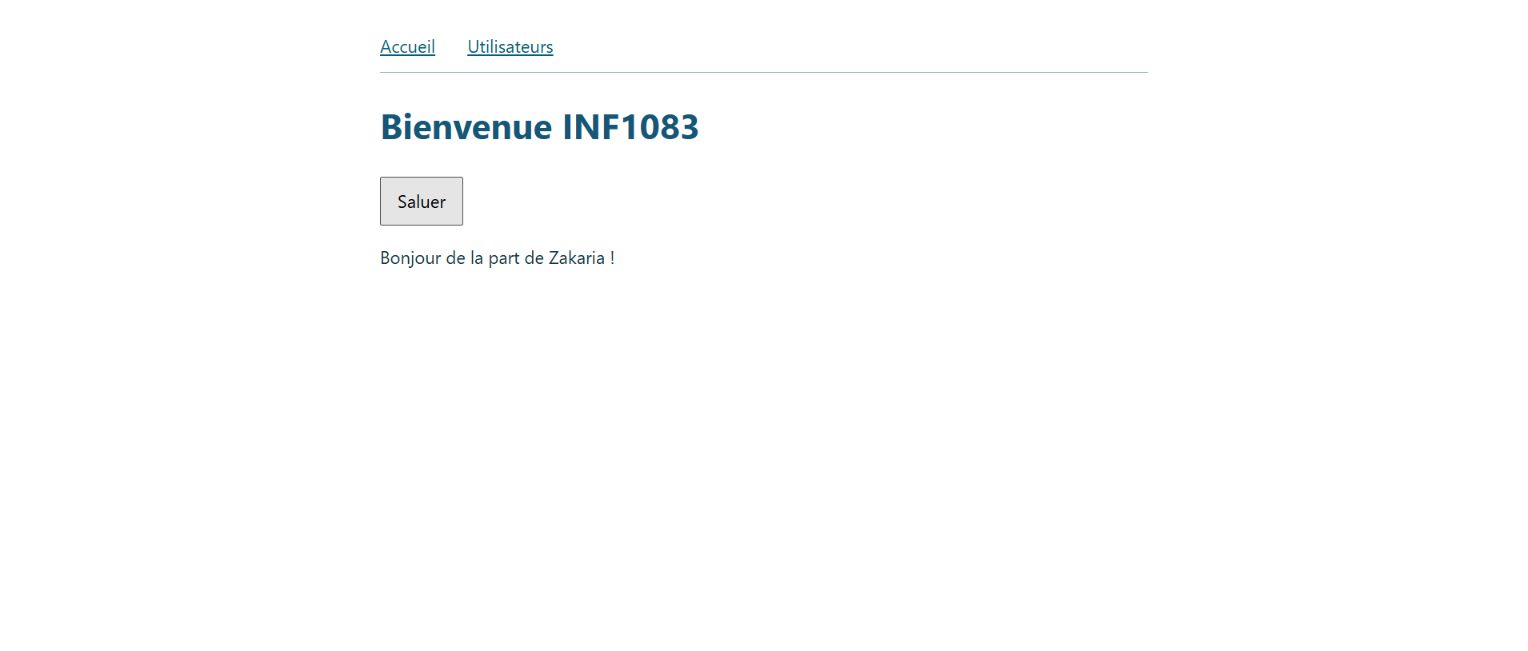 Accueil Utilisateurs
Bienvenue INF1083
Saluer
Bonjour de la part de Zakaria !